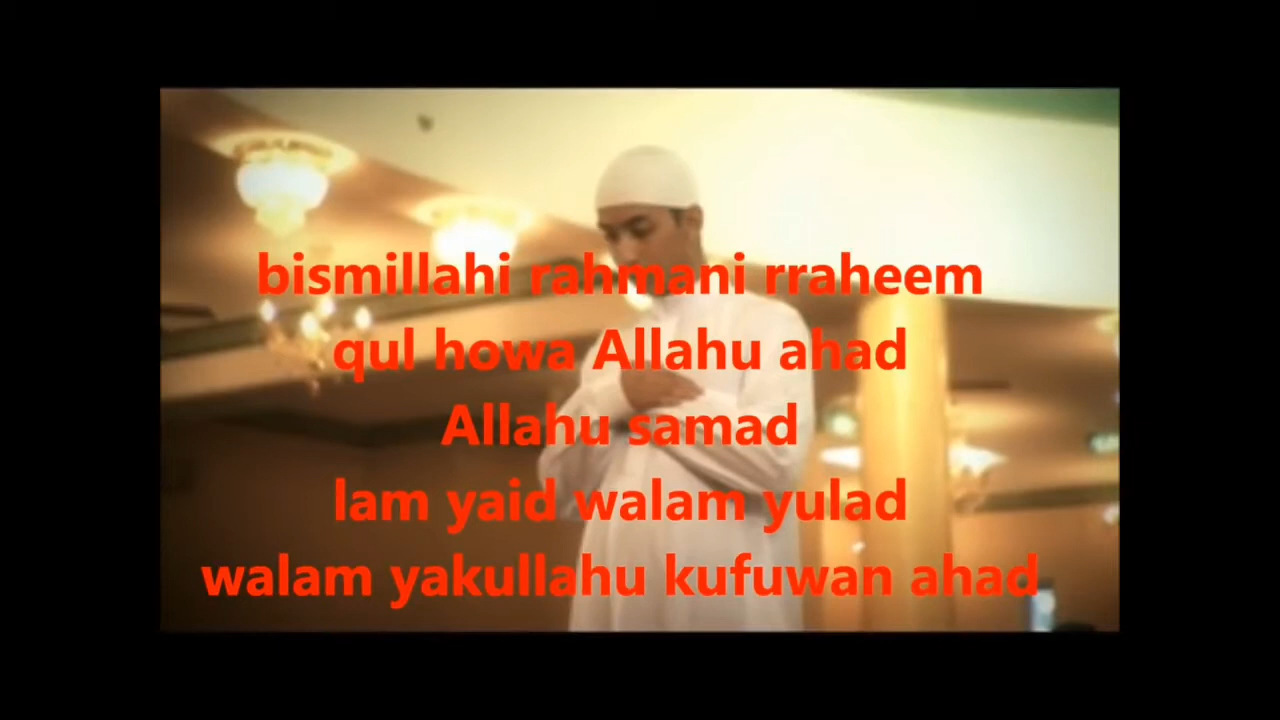 bismillahi rahmani rraheem
qul howa Allahu ahad
Allahu samad
lam yaid walam yulad
walam yakullahu kufuwan ahad